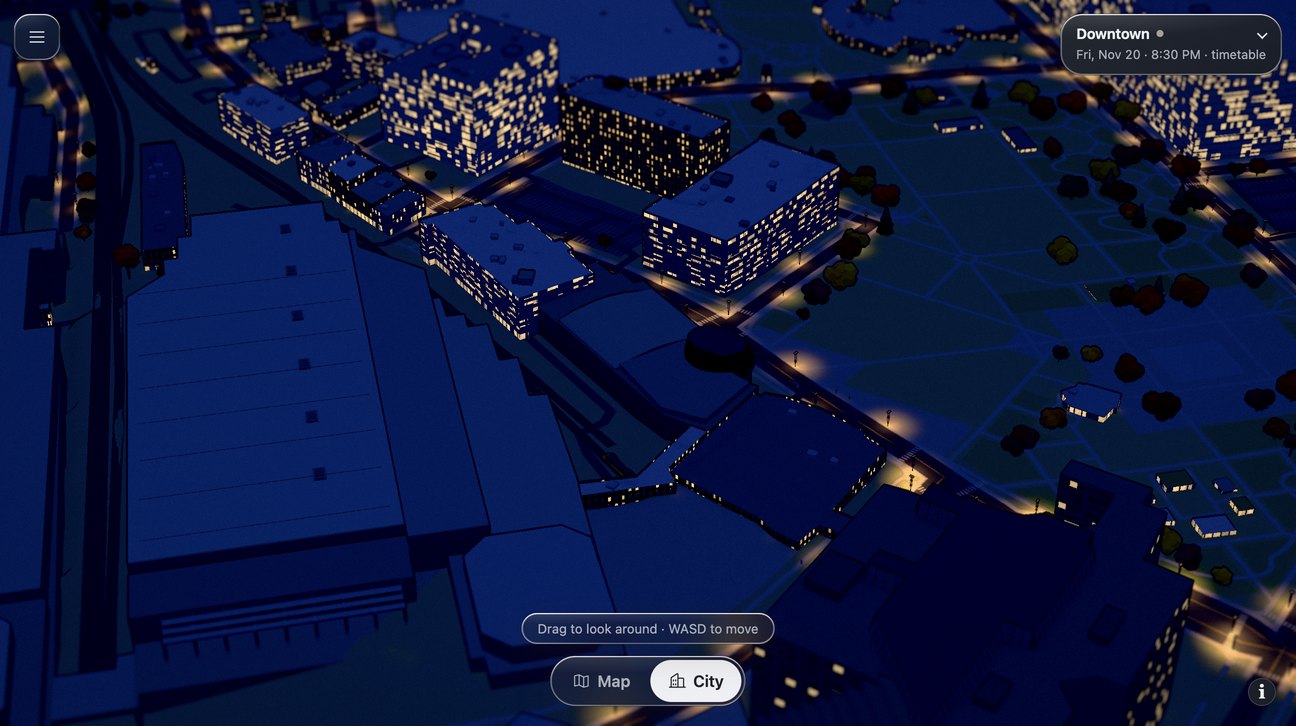 Downtown
Fri, Nov 20 · 8:30 PM · timetable
Drag to look around · WASD to move
Map
City
i